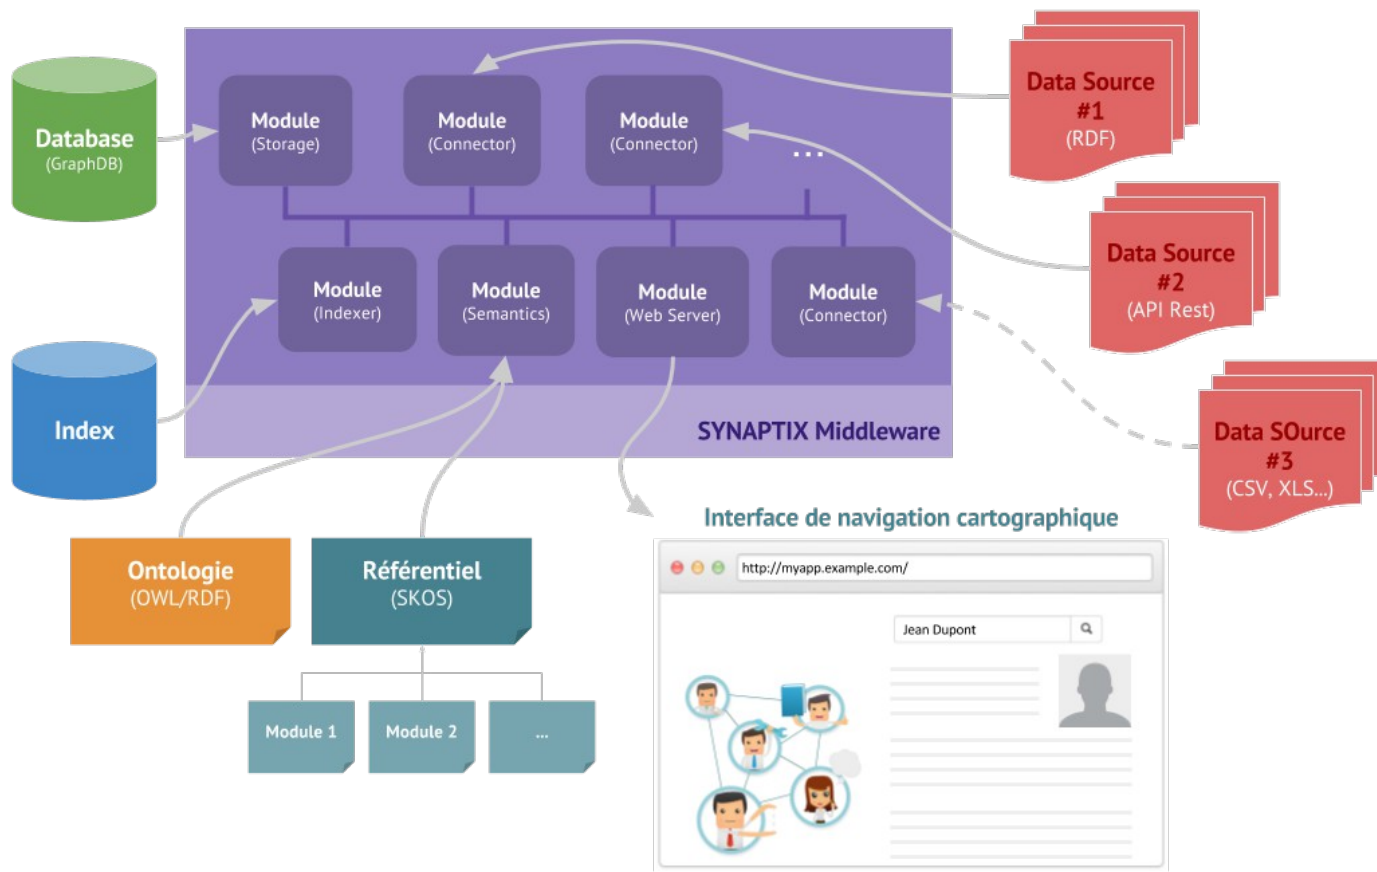 Database
(GraphDB)
Module
(Storage)
Module
(Connector)
Module
(Connector)
...
Data Source
#1
(RDF)
Data Source
#2
(API Rest)
Module
(Indexer)
Module
(Semantics)
Module
(Web Server)
Module
(Connector)
Index
SYNAPTIX Middleware
Data SOurce
#3
(CSV, XLS...)
Ontologie
(OWL/RDF)
Référentiel
(SKOS)
Module 1
Module 2
...
Interface de navigation cartographique
http://myapp.example.com/
Jean Dupont